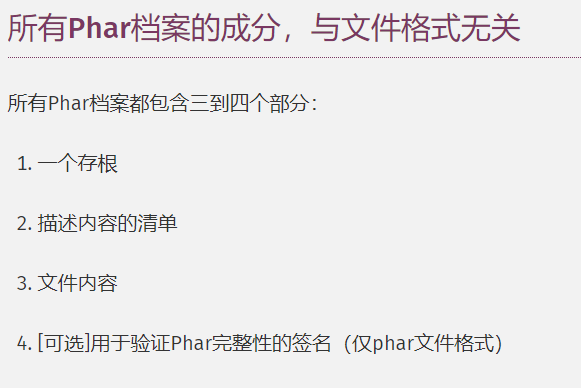 所有Phar档案的成分，与文件格式无关
所有Phar档案都包含三到四个部分：
1. 一个存根
2. 描述内容的清单
3. 文件内容
4. [可选]用于验证Phar完整性的签名（仅phar文件格式）